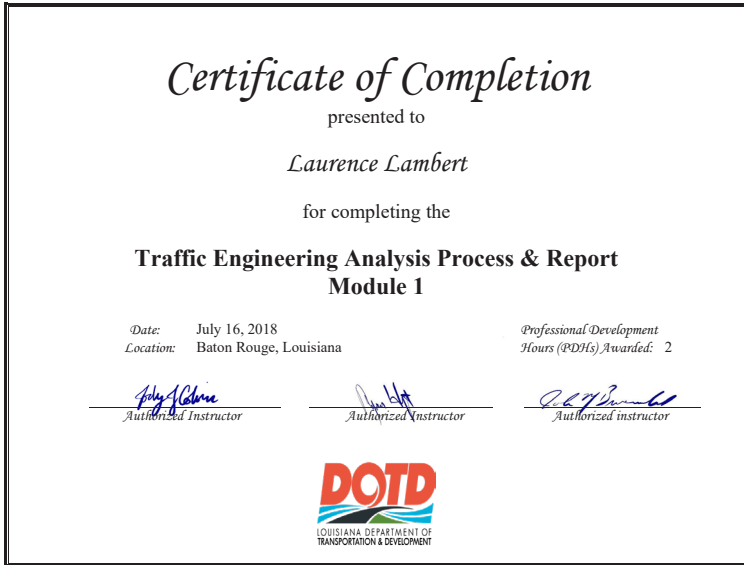 Certificate of Completion
presented to
Laurence Lambert
for completing the
Traffic Engineering Analysis Process & Report
Module 1
Date: July 16, 2018
Location: Baton Rouge, Louisiana
Professional Development
Hours (PDHs) Awarded: 2
Authorized Instructor
Authorized Instructor
Authorized instructor
DOTD
LOUISIANA DEPARTMENT OF
TRANSPORTATION & DEVELOPMENT